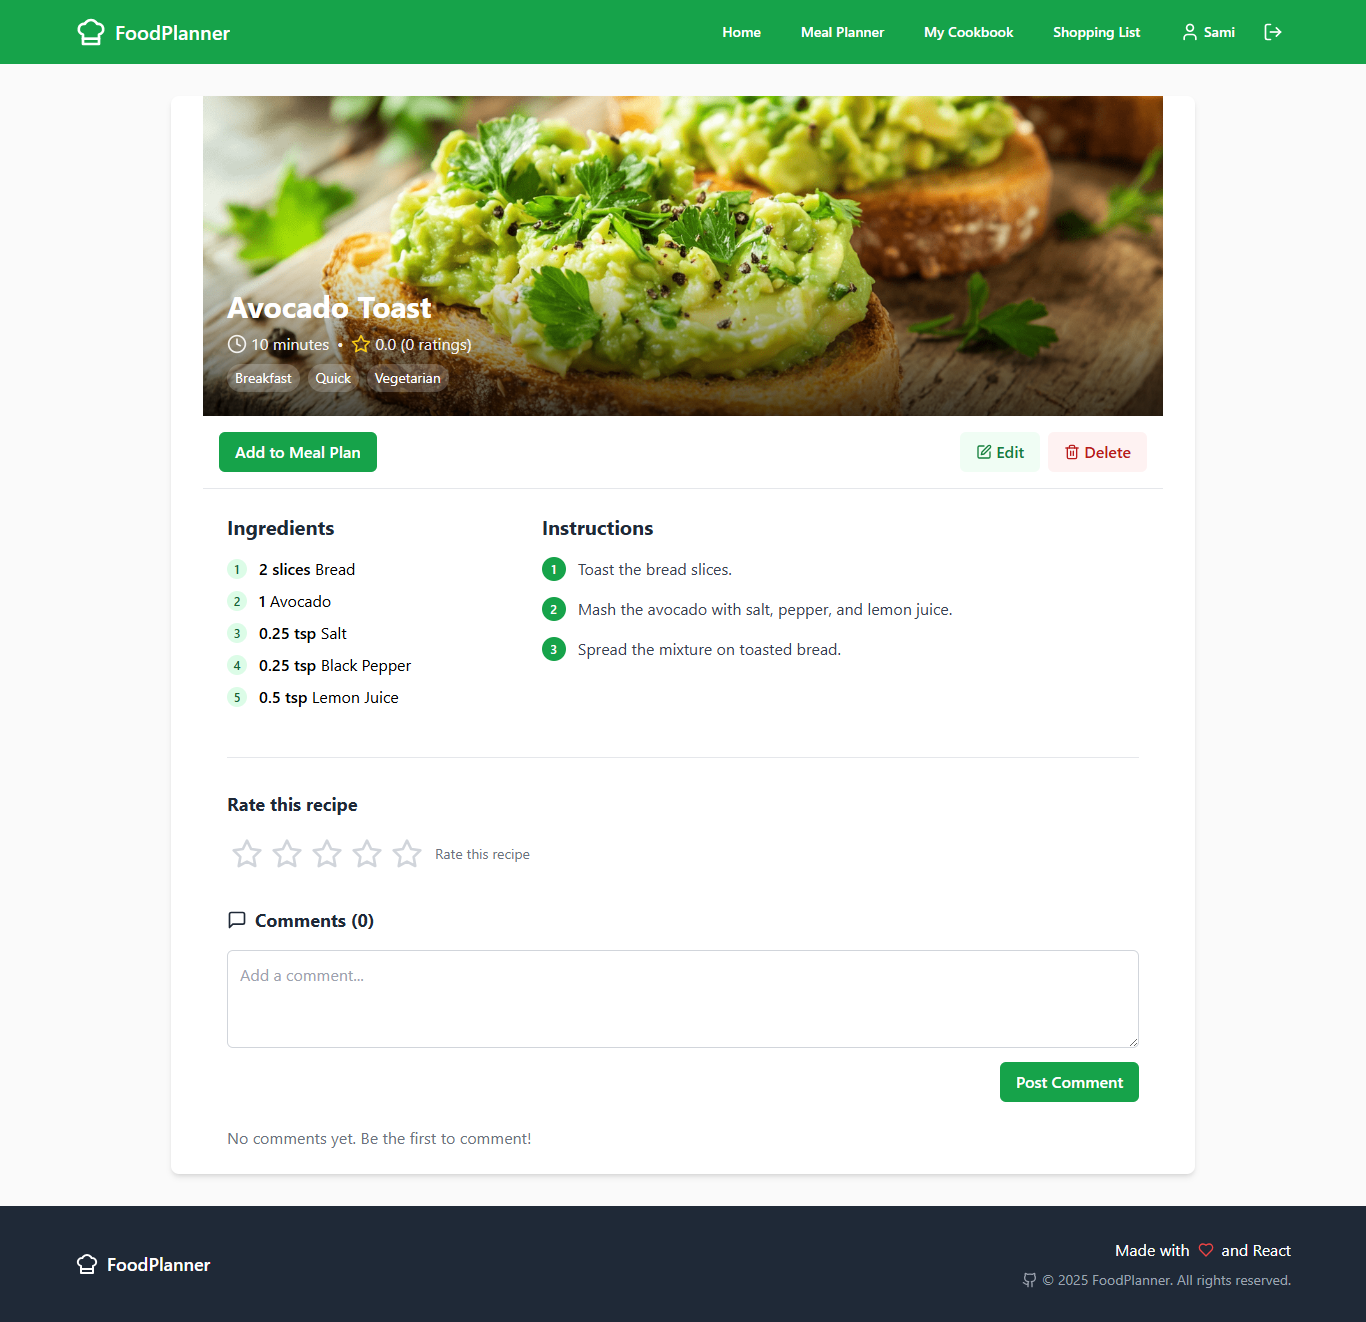 FoodPlanner
Home
Meal Planner
My Cookbook
Shopping List
Sami
Avocado Toast
10 minutes • 0.0 (0 ratings)
Breakfast
Quick
Vegetarian
Add to Meal Plan
Edit
Delete
Ingredients
1 2 slices Bread
2 1 Avocado
3 0.25 tsp Salt
4 0.25 tsp Black Pepper
5 0.5 tsp Lemon Juice
Instructions
1 Toast the bread slices.
2 Mash the avocado with salt, pepper, and lemon juice.
3 Spread the mixture on toasted bread.
Rate this recipe
Rate this recipe
Comments (0)
Add a comment...
Post Comment
No comments yet. Be the first to comment!
FoodPlanner
Made with and React
© 2025 FoodPlanner. All rights reserved.